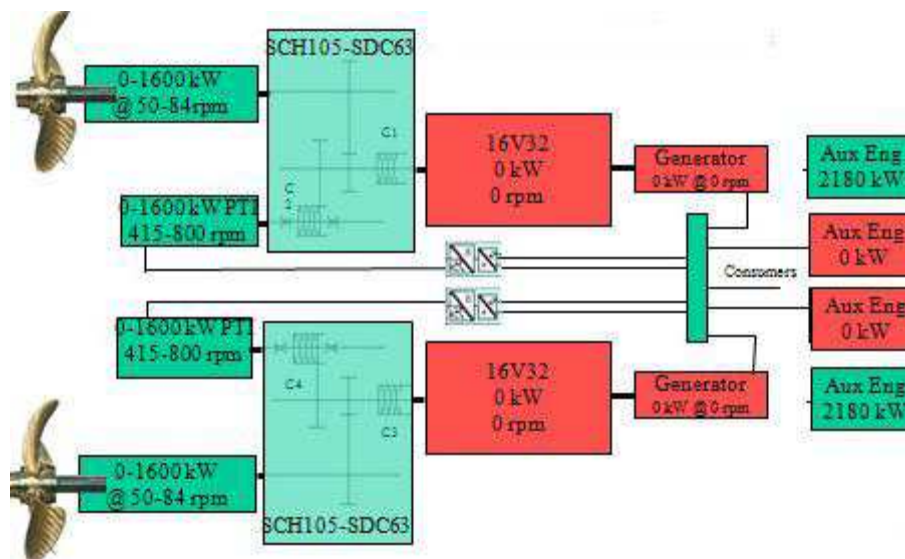 SCH105-SDC63
0-1600 kW
@ 50-84 rpm
C1
C
2
16V32
0 kW
0 rpm
Generator
0 kW @ 0 rpm
Aux Eng
2180 kW
0-1600 kW PTI
415-800 rpm
Aux Eng
0 kW
Consumers
0-1600 kW PTI
415-800 rpm
Aux Eng
0 kW
C4
C3
16V32
0 kW
0 rpm
Generator
0 kW @ 0 rpm
Aux Eng
2180 kW
0-1600 kW
@ 50-84 rpm
SCH105-SDC63